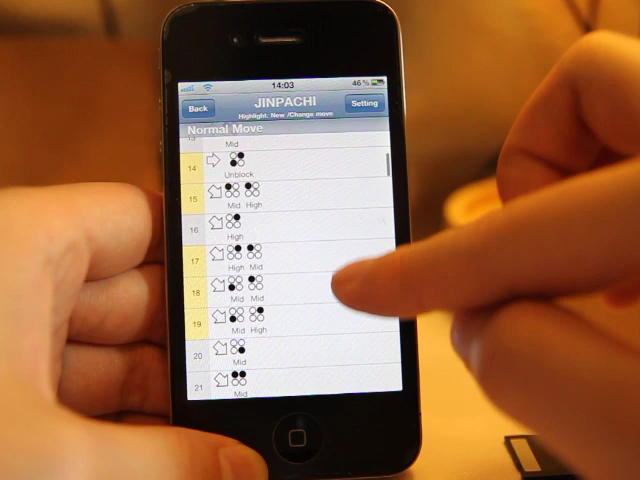 14:03 46%
Back JINPACHI Setting
Highlight: New /Change move
Normal Move
Mid
14
Unblock
15
Mid High
16
High
17
High Mid
18
Mid Mid
19
Mid High
20
Mid
21
Mid